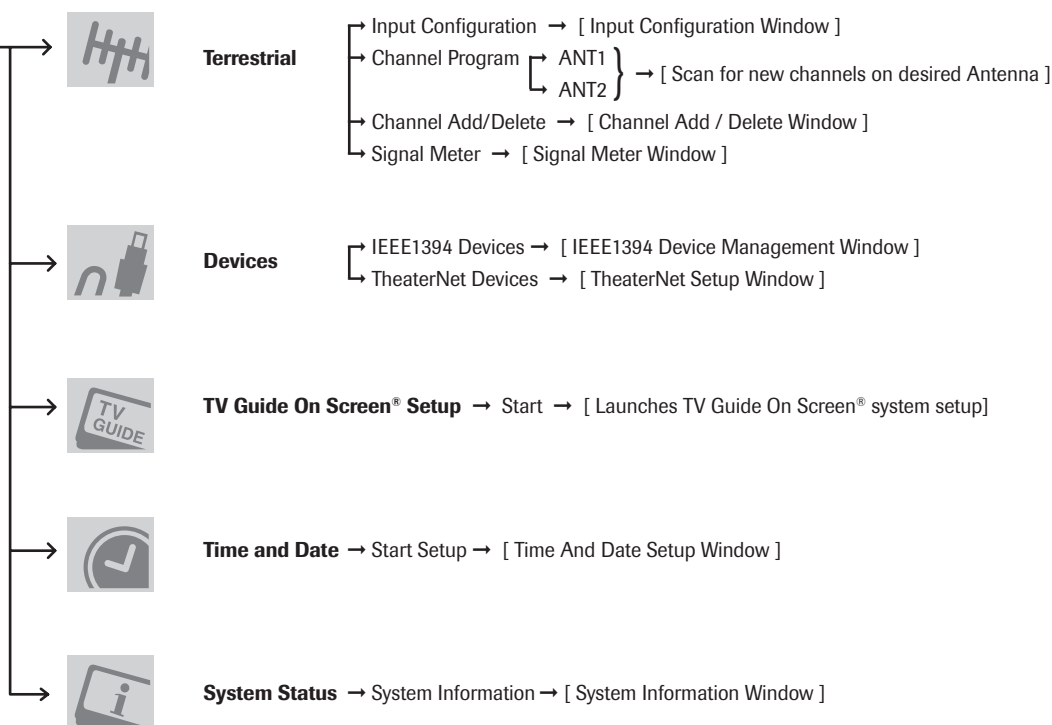 Terrestrial
→ Input Configuration → [ Input Configuration Window ]
→ Channel Program → ANT1
→ ANT2 } → [ Scan for new channels on desired Antenna ]
→ Channel Add/Delete → [ Channel Add / Delete Window ]
→ Signal Meter → [ Signal Meter Window ]
Devices
→ IEEE1394 Devices → [ IEEE1394 Device Management Window ]
→ TheaterNet Devices → [ TheaterNet Setup Window ]
TV
GUIDE
TV Guide On Screen® Setup → Start → [ Launches TV Guide On Screen® system setup]
Time and Date → Start Setup → [ Time And Date Setup Window ]
i
System Status → System Information → [ System Information Window ]